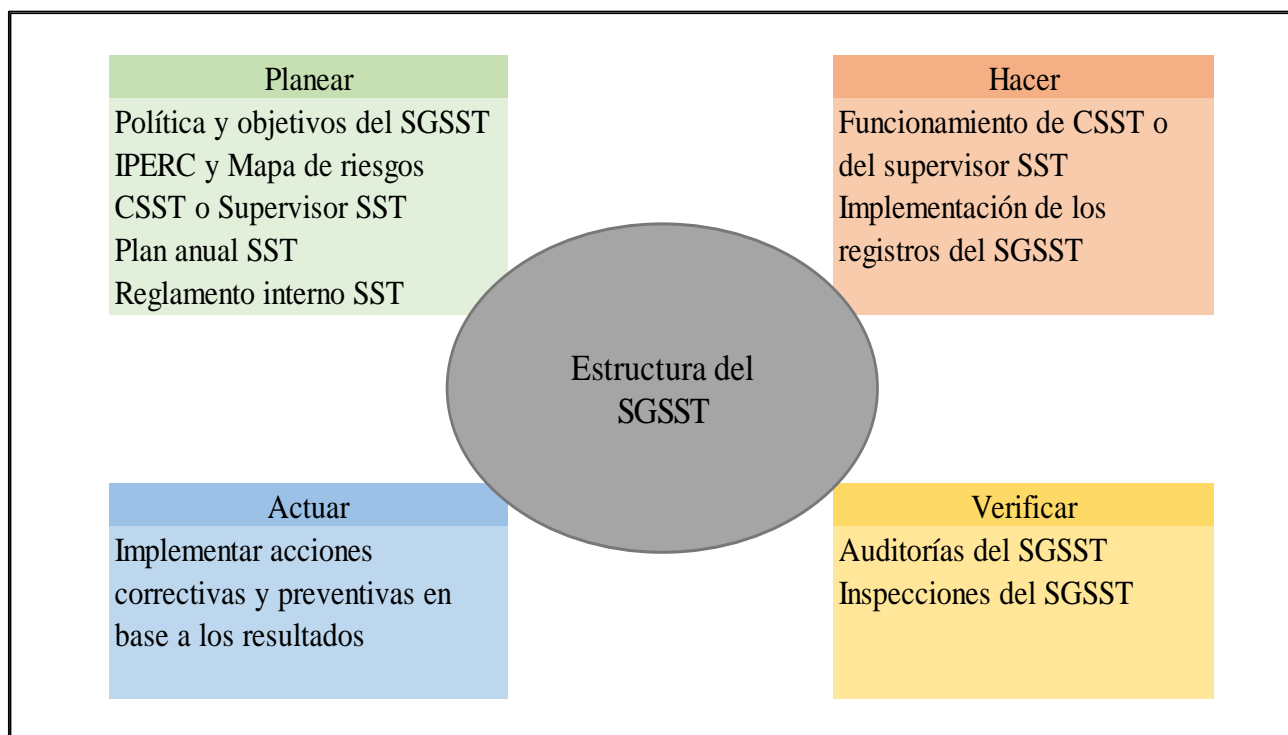 Planear
Política y objetivos del SGSST
IPERC y Mapa de riesgos
CSST o Supervisor SST
Plan anual SST
Reglamento interno SST
Hacer
Funcionamiento de CSST o
del supervisor SST
Implementación de los
registros del SGSST
Estructura del
SGSST
Actuar
Implementar acciones
correctivas y preventivas en
base a los resultados
Verificar
Auditorías del SGSST
Inspecciones del SGSST